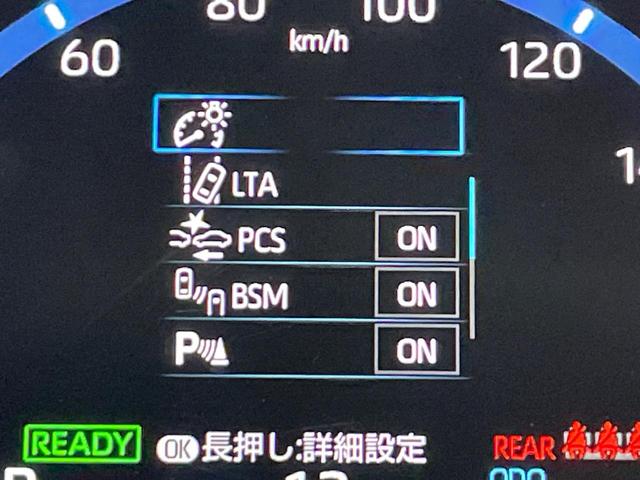 80 100
km/h
60 120
LTA
PCS ON
BSM ON
P ON
READY OK 長押し:詳細設定 REAR